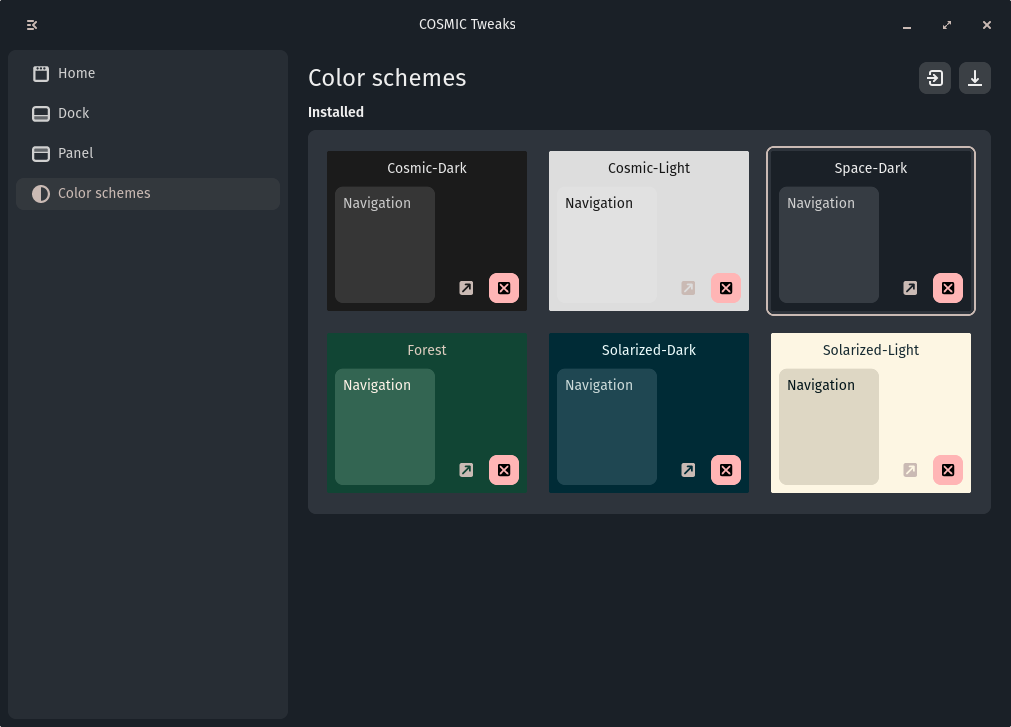 COSMIC Tweaks
Home
Dock
Panel
Color schemes
Color schemes
Installed
Cosmic-Dark
Navigation
Cosmic-Light
Navigation
Space-Dark
Navigation
Forest
Navigation
Solarized-Dark
Navigation
Solarized-Light
Navigation